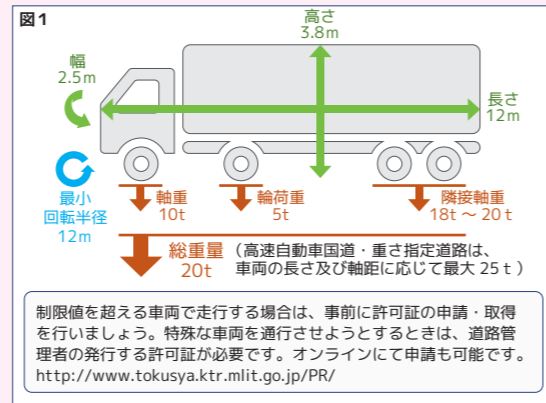 図1
高さ
3.8m
幅
2.5m
長さ
12m
最小
回転半径
12m
軸重
10t
輪荷重
5t
隣接軸重
18t ～ 20t
総重量
20t
(高速自動車国道・重さ指定道路は、
車両の長さ及び軸距に応じて最大 25t)
制限値を超える車両で走行する場合は、事前に許可証の申請・取得
を行いましょう。特殊な車両を通行させようとするときは、道路管
理者の発行する許可証が必要です。オンラインにて申請も可能です。
http://www.tokusya.ktr.mlit.go.jp/PR/